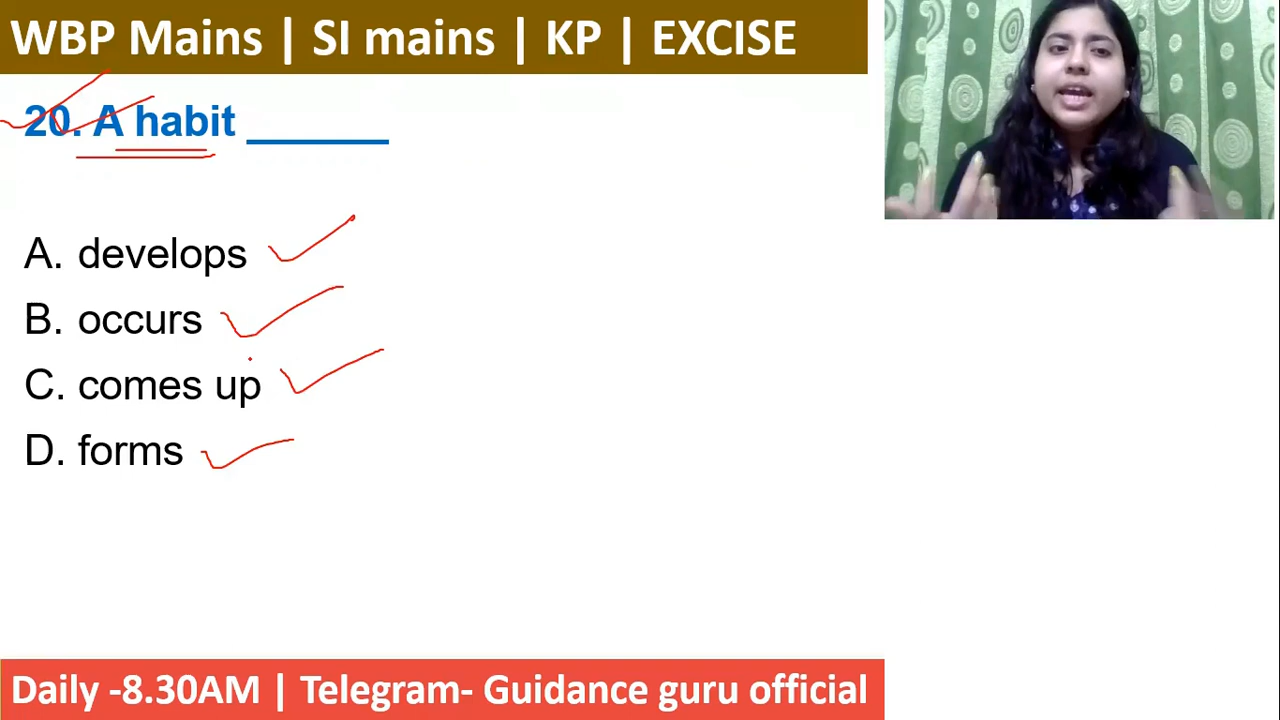 WBP Mains | SI mains | KP | EXCISE
20. A habit ______
A. develops
B. occurs
C. comes up
D. forms
Daily -8.30AM | Telegram- Guidance guru official